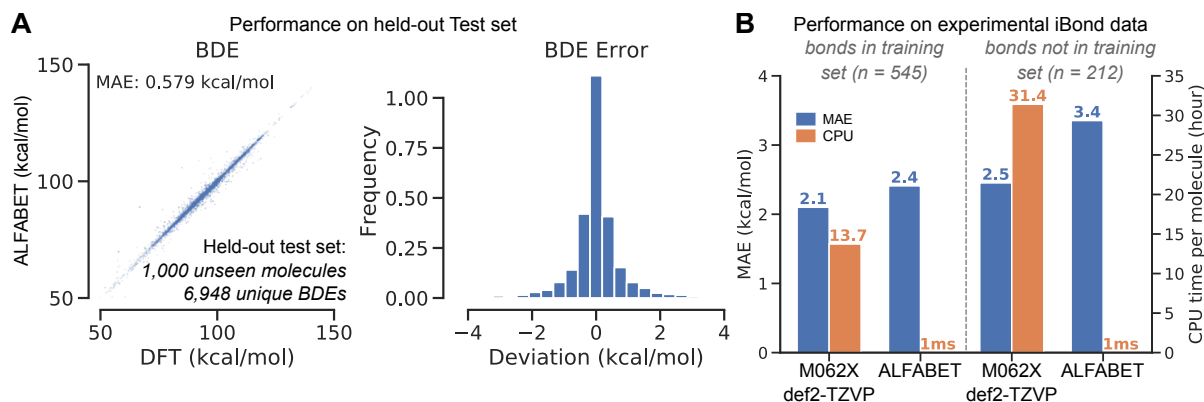 A
Performance on held-out Test set
BDE
150
100
50
50
100
150
ALFABET (kcal/mol)
DFT (kcal/mol)
MAE: 0.579 kcal/mol
Held-out test set:
1,000 unseen molecules
6,948 unique BDEs
BDE Error
1.00
0.75
0.50
0.25
0.00
Frequency
−4
−2
0
2
4
Deviation (kcal/mol)
B
Performance on experimental iBond data
bonds in training
set (n = 545)
bonds not in training
set (n = 212)
MAE
CPU
4
3
2
1
0
MAE (kcal/mol)
2.1
13.7
2.4
1ms
2.5
31.4
3.4
1ms
35
30
25
20
15
10
5
0
CPU time per molecule (hour)
M062X
def2-TZVP
ALFABET
M062X
def2-TZVP
ALFABET